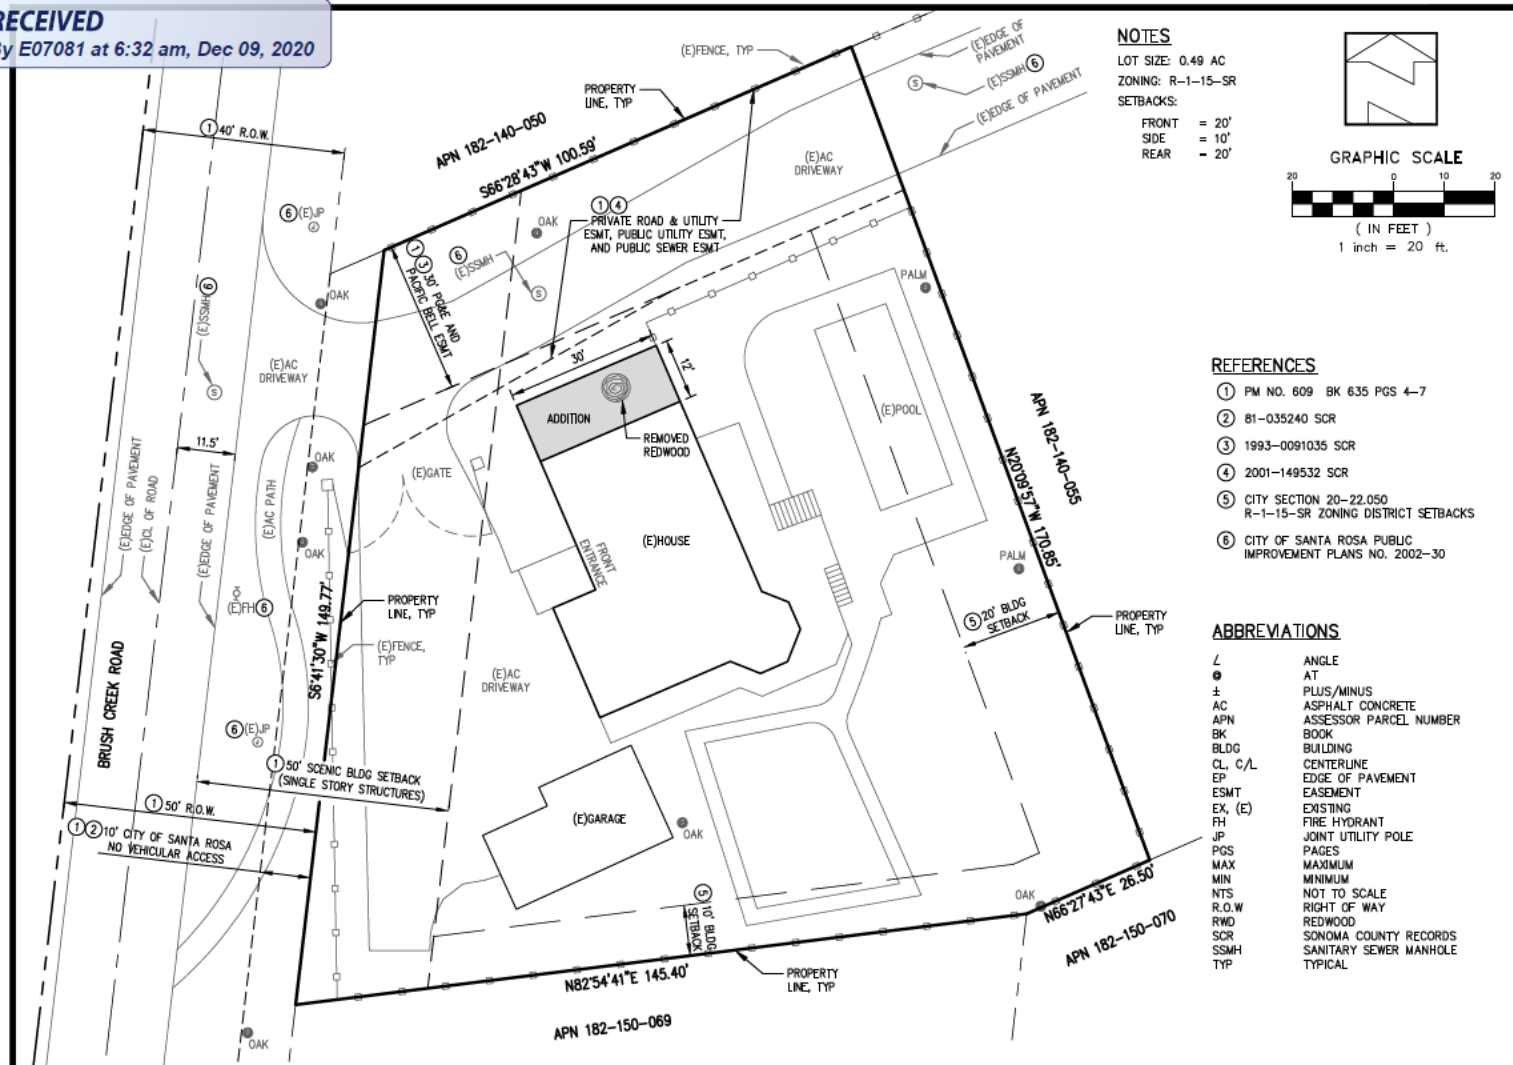 RECEIVED
By E07081 at 6:32 am, Dec 09, 2020
NOTES
LOT SIZE: 0.49 AC
ZONING: R-1-15-SR
SETBACKS:
FRONT = 20'
SIDE = 10'
REAR = 20'
GRAPHIC SCALE
20 0 10 20
( IN FEET )
1 inch = 20 ft.
REFERENCES
1 PM NO. 609 BK 635 PGS 4-7
2 81-035240 SCR
3 1993-0091035 SCR
4 2001-149532 SCR
5 CITY SECTION 20-22.050
R-1-15-SR ZONING DISTRICT SETBACKS
6 CITY OF SANTA ROSA PUBLIC
IMPROVEMENT PLANS NO. 2002-30
ABBREVIATIONS
∠ ANGLE
@ AT
± PLUS/MINUS
AC ASPHALT CONCRETE
APN ASSESSOR PARCEL NUMBER
BK BOOK
BLDG BUILDING
CL, C/L CENTERLINE
EP EDGE OF PAVEMENT
ESMT EASEMENT
EX, (E) EXISTING
FH FIRE HYDRANT
JP JOINT UTILITY POLE
PGS PAGES
MAX MAXIMUM
MIN MINIMUM
NTS NOT TO SCALE
R.O.W RIGHT OF WAY
RWD REDWOOD
SCR SONOMA COUNTY RECORDS
SSMH SANITARY SEWER MANHOLE
TYP TYPICAL
(E)FENCE, TYP
(E)EDGE OF
PAVEMENT
(E)SSMH 6
S
(E)EDGE OF PAVEMENT
PROPERTY
LINE, TYP
APN 182-140-050
S66°28'43"W 100.59'
1 40' R.O.W.
(E)AC
DRIVEWAY
6 (E)JP
J
1 4
PRIVATE ROAD & UTILITY
ESMT, PUBLIC UTILITY ESMT,
AND PUBLIC SEWER ESMT
OAK
6
(E)SSMH
S
1 3 30' PG&E AND
PACIFIC BELL ESMT
OAK
PALM
(E)SSMH 6
S
(E)AC
DRIVEWAY
30'
12'
ADDITION
REMOVED
REDWOOD
(E)POOL
APN 182-140-055
N20°09'57"W 170.85'
11.5'
OAK
(E)GATE
(E)EDGE OF PAVEMENT
(E)CL OF ROAD
(E)EDGE OF PAVEMENT
(E)AC PATH
OAK
(E)HOUSE
FRONT
ENTRANCE
PALM
(E)FH 6
PROPERTY
LINE, TYP
S6°41'30"W 149.77'
(E)FENCE,
TYP
5 20' BLDG
SETBACK
PROPERTY
LINE, TYP
BRUSH CREEK ROAD
(E)AC
DRIVEWAY
6 (E)JP
J
1 50' SCENIC BLDG SETBACK
(SINGLE STORY STRUCTURES)
1 50' R.O.W.
1 2 10' CITY OF SANTA ROSA
NO VEHICULAR ACCESS
(E)GARAGE
OAK
5 10' BLDG
SETBACK
OAK
N66°27'43"E 26.50'
APN 182-150-070
N82°54'41"E 145.40'
PROPERTY
LINE, TYP
APN 182-150-069
OAK